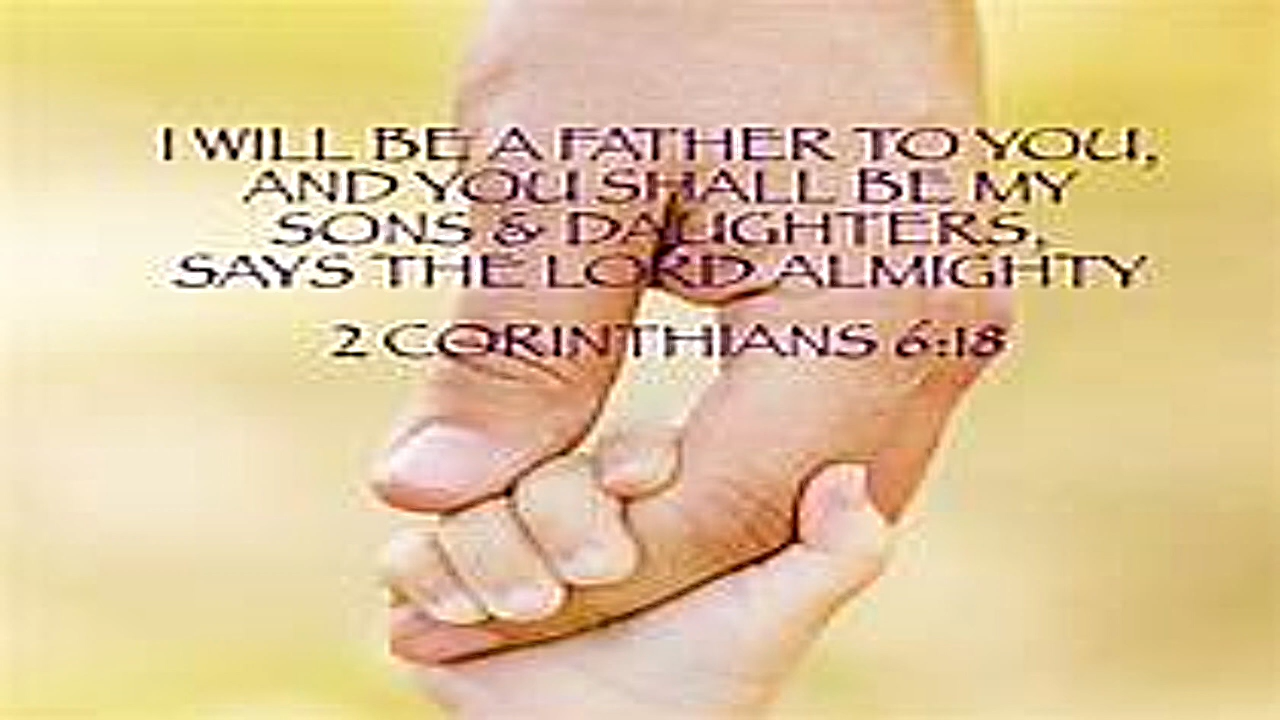 I WILL BE A FATHER TO YOU,
AND YOU SHALL BE MY
SONS & DAUGHTERS,
SAYS THE LORD ALMIGHTY
2 CORINTHIANS 6:18